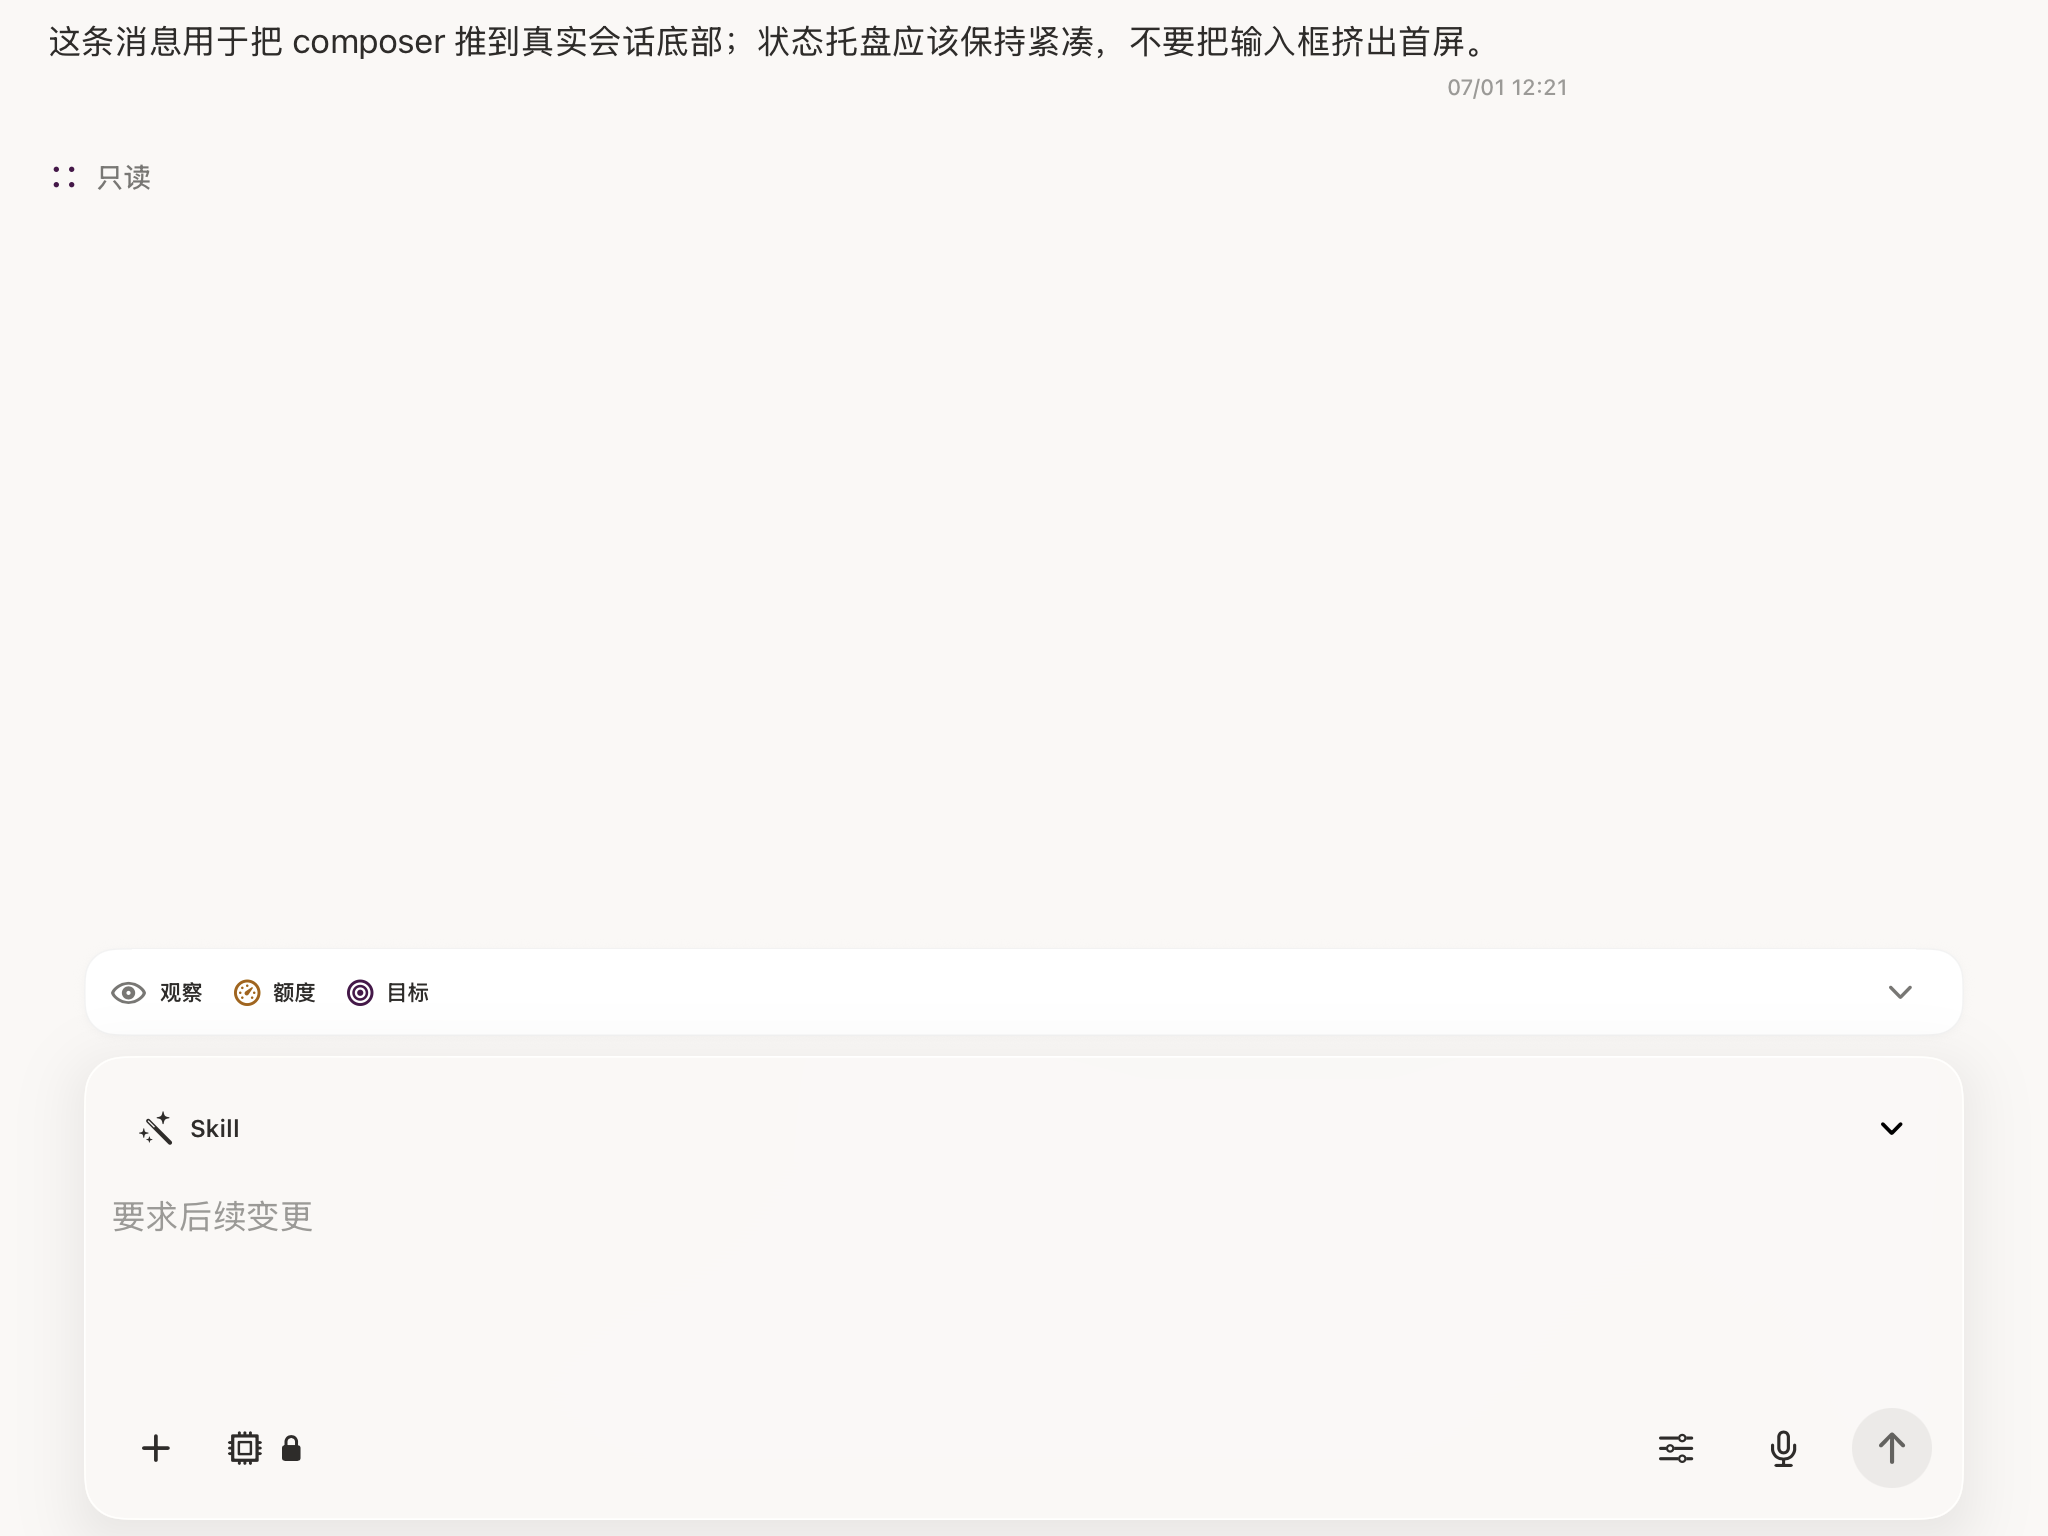 这条消息用于把 composer 推到真实会话底部；状态托盘应该保持紧凑，不要把输入框挤出首屏。
07/01 12:21
只读
观察 额度 目标
Skill
要求后续变更